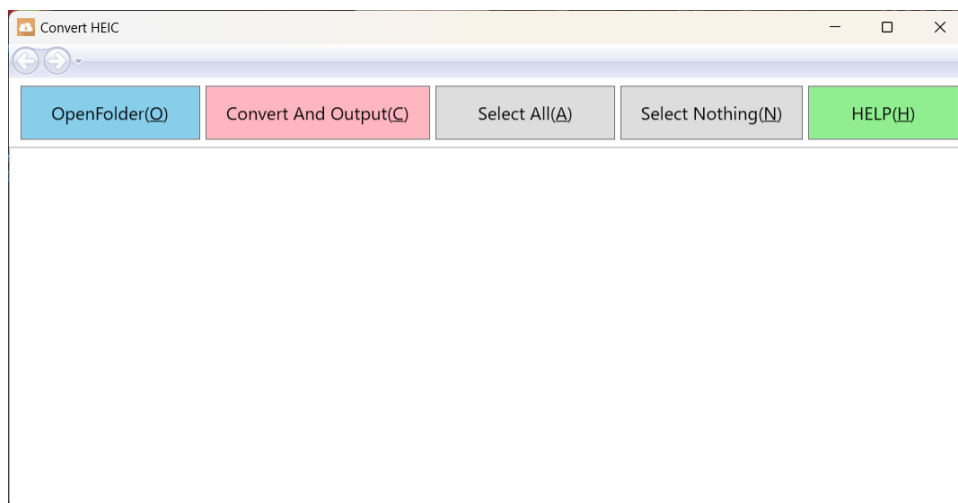 Convert HEIC
OpenFolder(O) Convert And Output(C) Select All(A) Select Nothing(N) HELP(H)